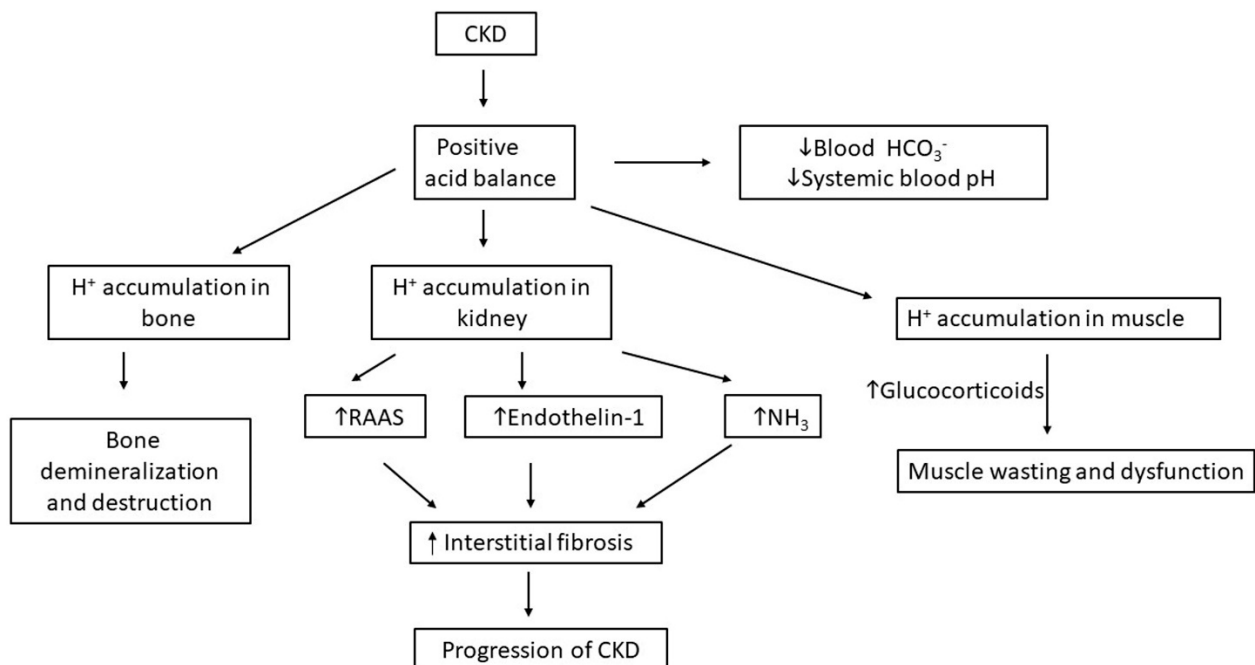 CKD
Positive
acid balance
↓Blood HCO₃⁻
↓Systemic blood pH
H⁺ accumulation in
bone
H⁺ accumulation in
kidney
H⁺ accumulation in muscle
↑Glucocorticoids
↑RAAS
↑Endothelin-1
↑NH₃
Bone
demineralization
and destruction
Muscle wasting and dysfunction
↑ Interstitial fibrosis
Progression of CKD